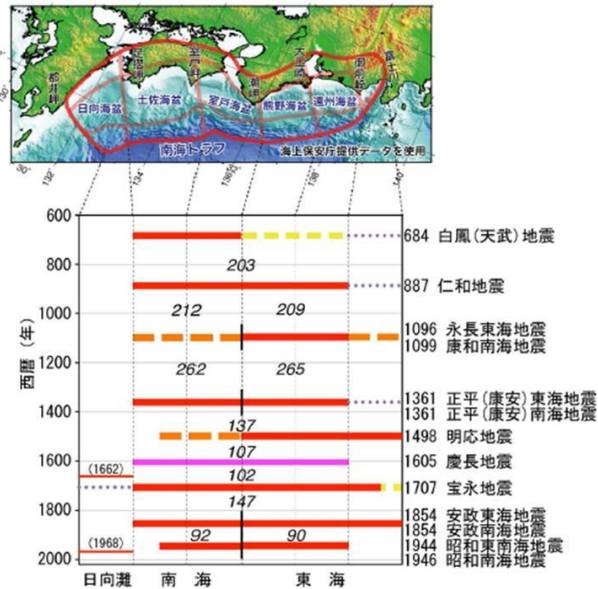 都井岬
足摺岬
室戸岬
潮岬
大王崎
御前崎
富士川
日向海盆
土佐海盆
室戸海盆
熊野海盆
遠州海盆
南海トラフ
海上保安庁提供データを使用
132
134
138
140
西暦(年)
600
800
1000
1200
1400
1600
1800
2000
684 白鳳(天武)地震
203
887 仁和地震
212
209
1096 永長東海地震
1099 康和南海地震
262
265
1361 正平(康安)東海地震
1361 正平(康安)南海地震
137
1498 明応地震
107
1605 慶長地震
(1662)
102
1707 宝永地震
147
1854 安政東海地震
1854 安政南海地震
92
90
1944 昭和東南海地震
(1968)
1946 昭和南海地震
日向灘 南 海 東 海